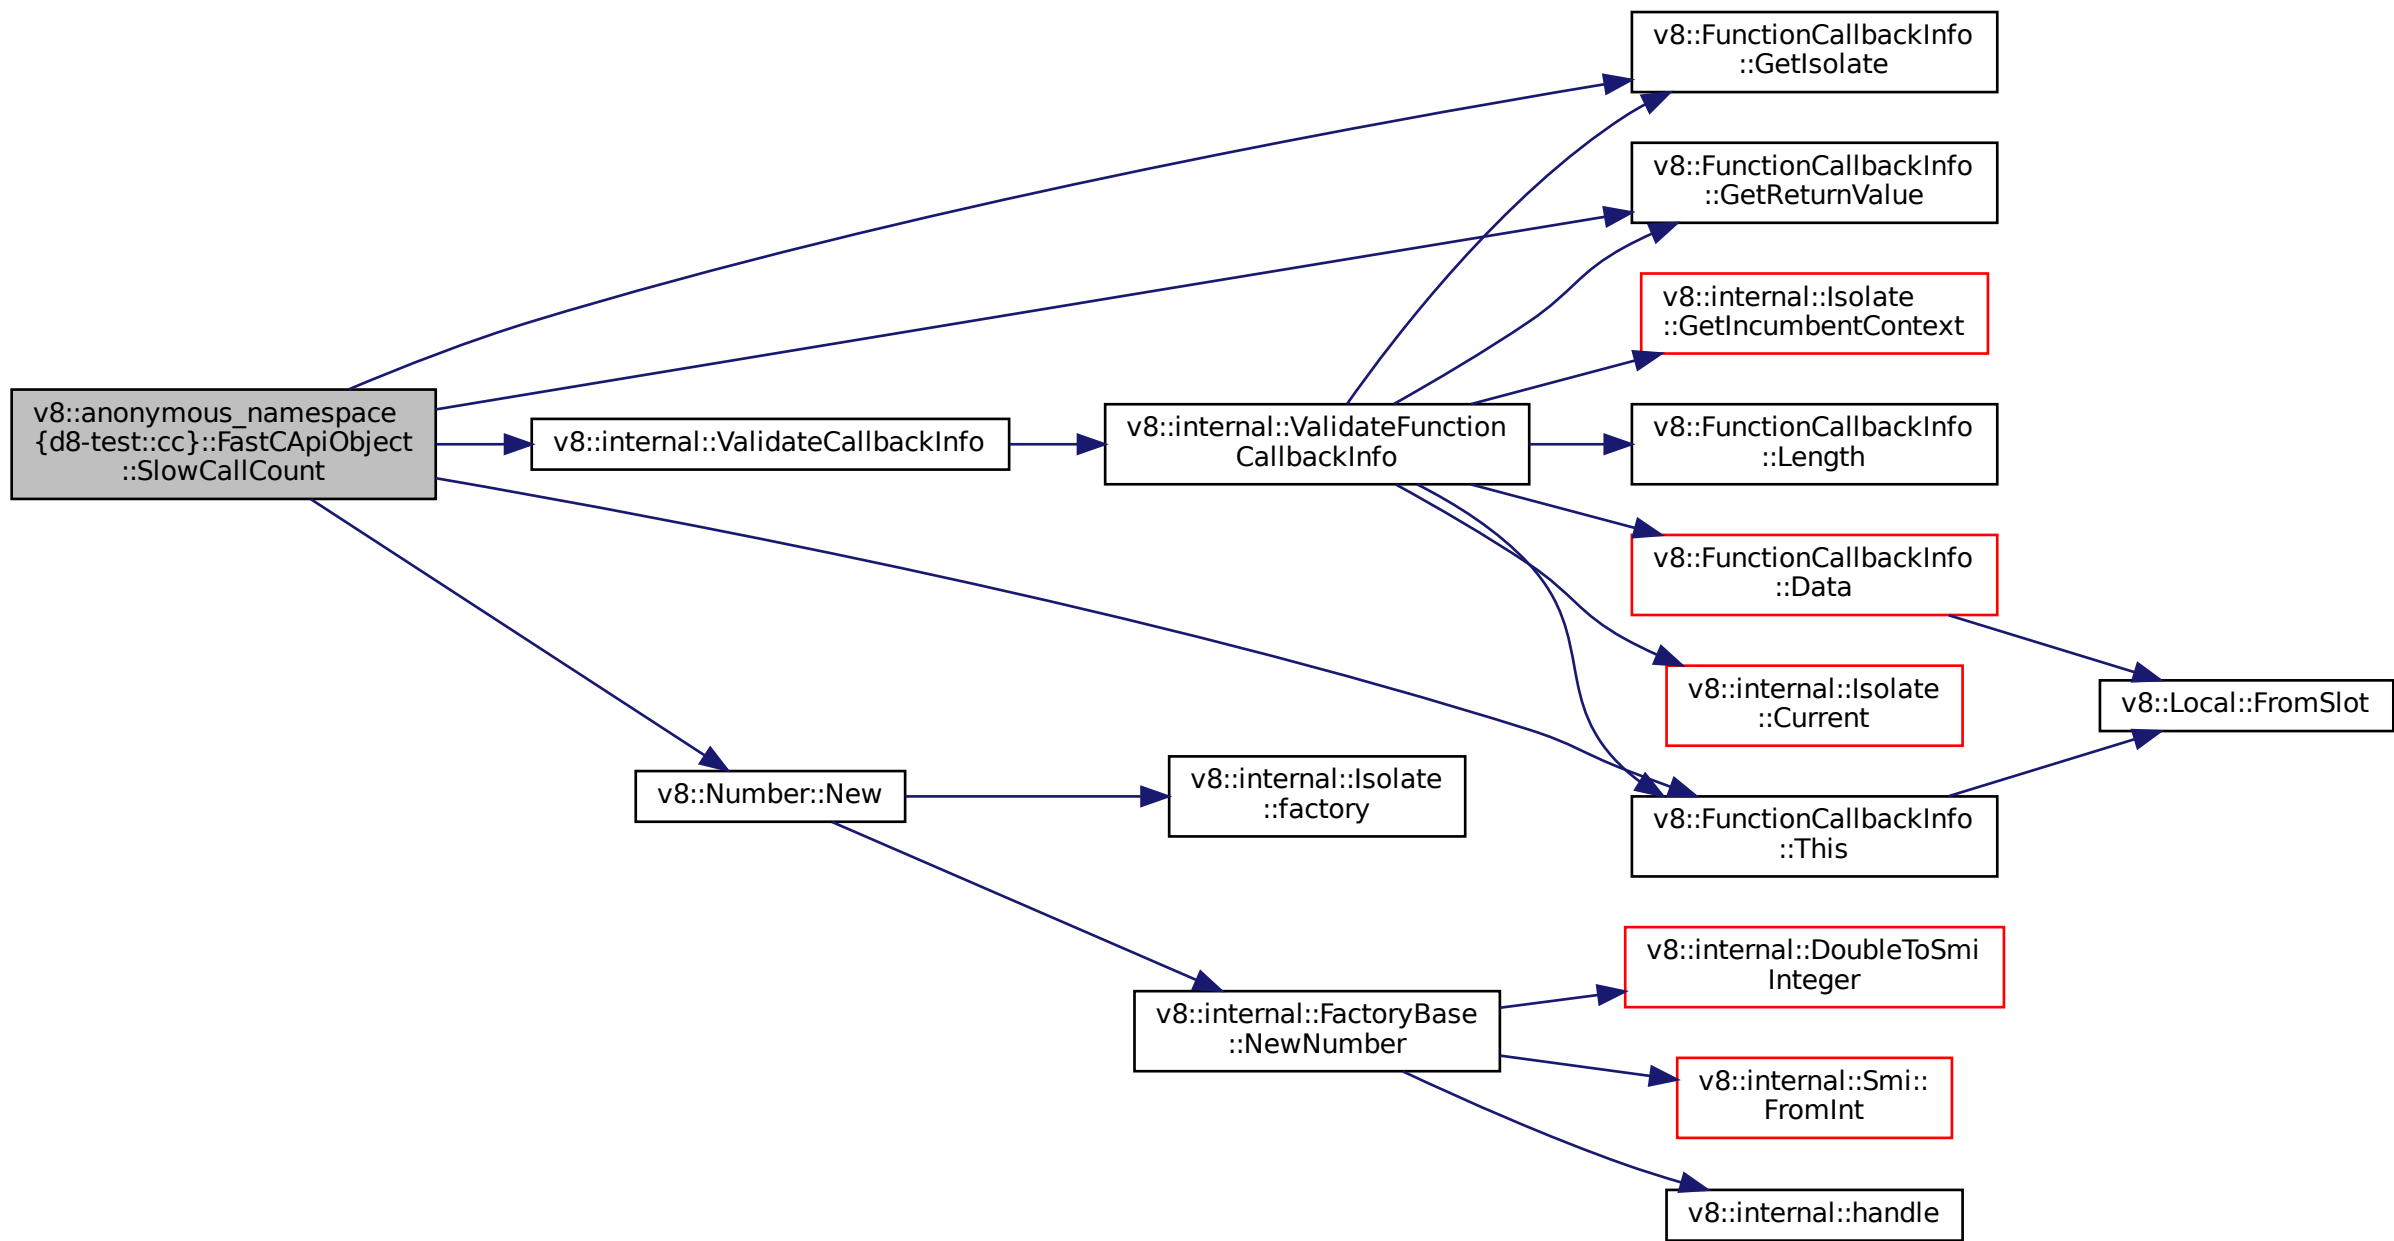 v8::anonymous_namespace
{d8-test::cc}::FastCApiObject
::SlowCallCount
v8::internal::ValidateCallbackInfo
v8::Number::New
v8::internal::ValidateFunction
CallbackInfo
v8::internal::Isolate
::factory
v8::internal::FactoryBase
::NewNumber
v8::FunctionCallbackInfo
::GetIsolate
v8::FunctionCallbackInfo
::GetReturnValue
v8::internal::Isolate
::GetIncumbentContext
v8::FunctionCallbackInfo
::Length
v8::FunctionCallbackInfo
::Data
v8::internal::Isolate
::Current
v8::FunctionCallbackInfo
::This
v8::internal::DoubleToSmi
Integer
v8::internal::Smi::
FromInt
v8::internal::handle
v8::Local::FromSlot